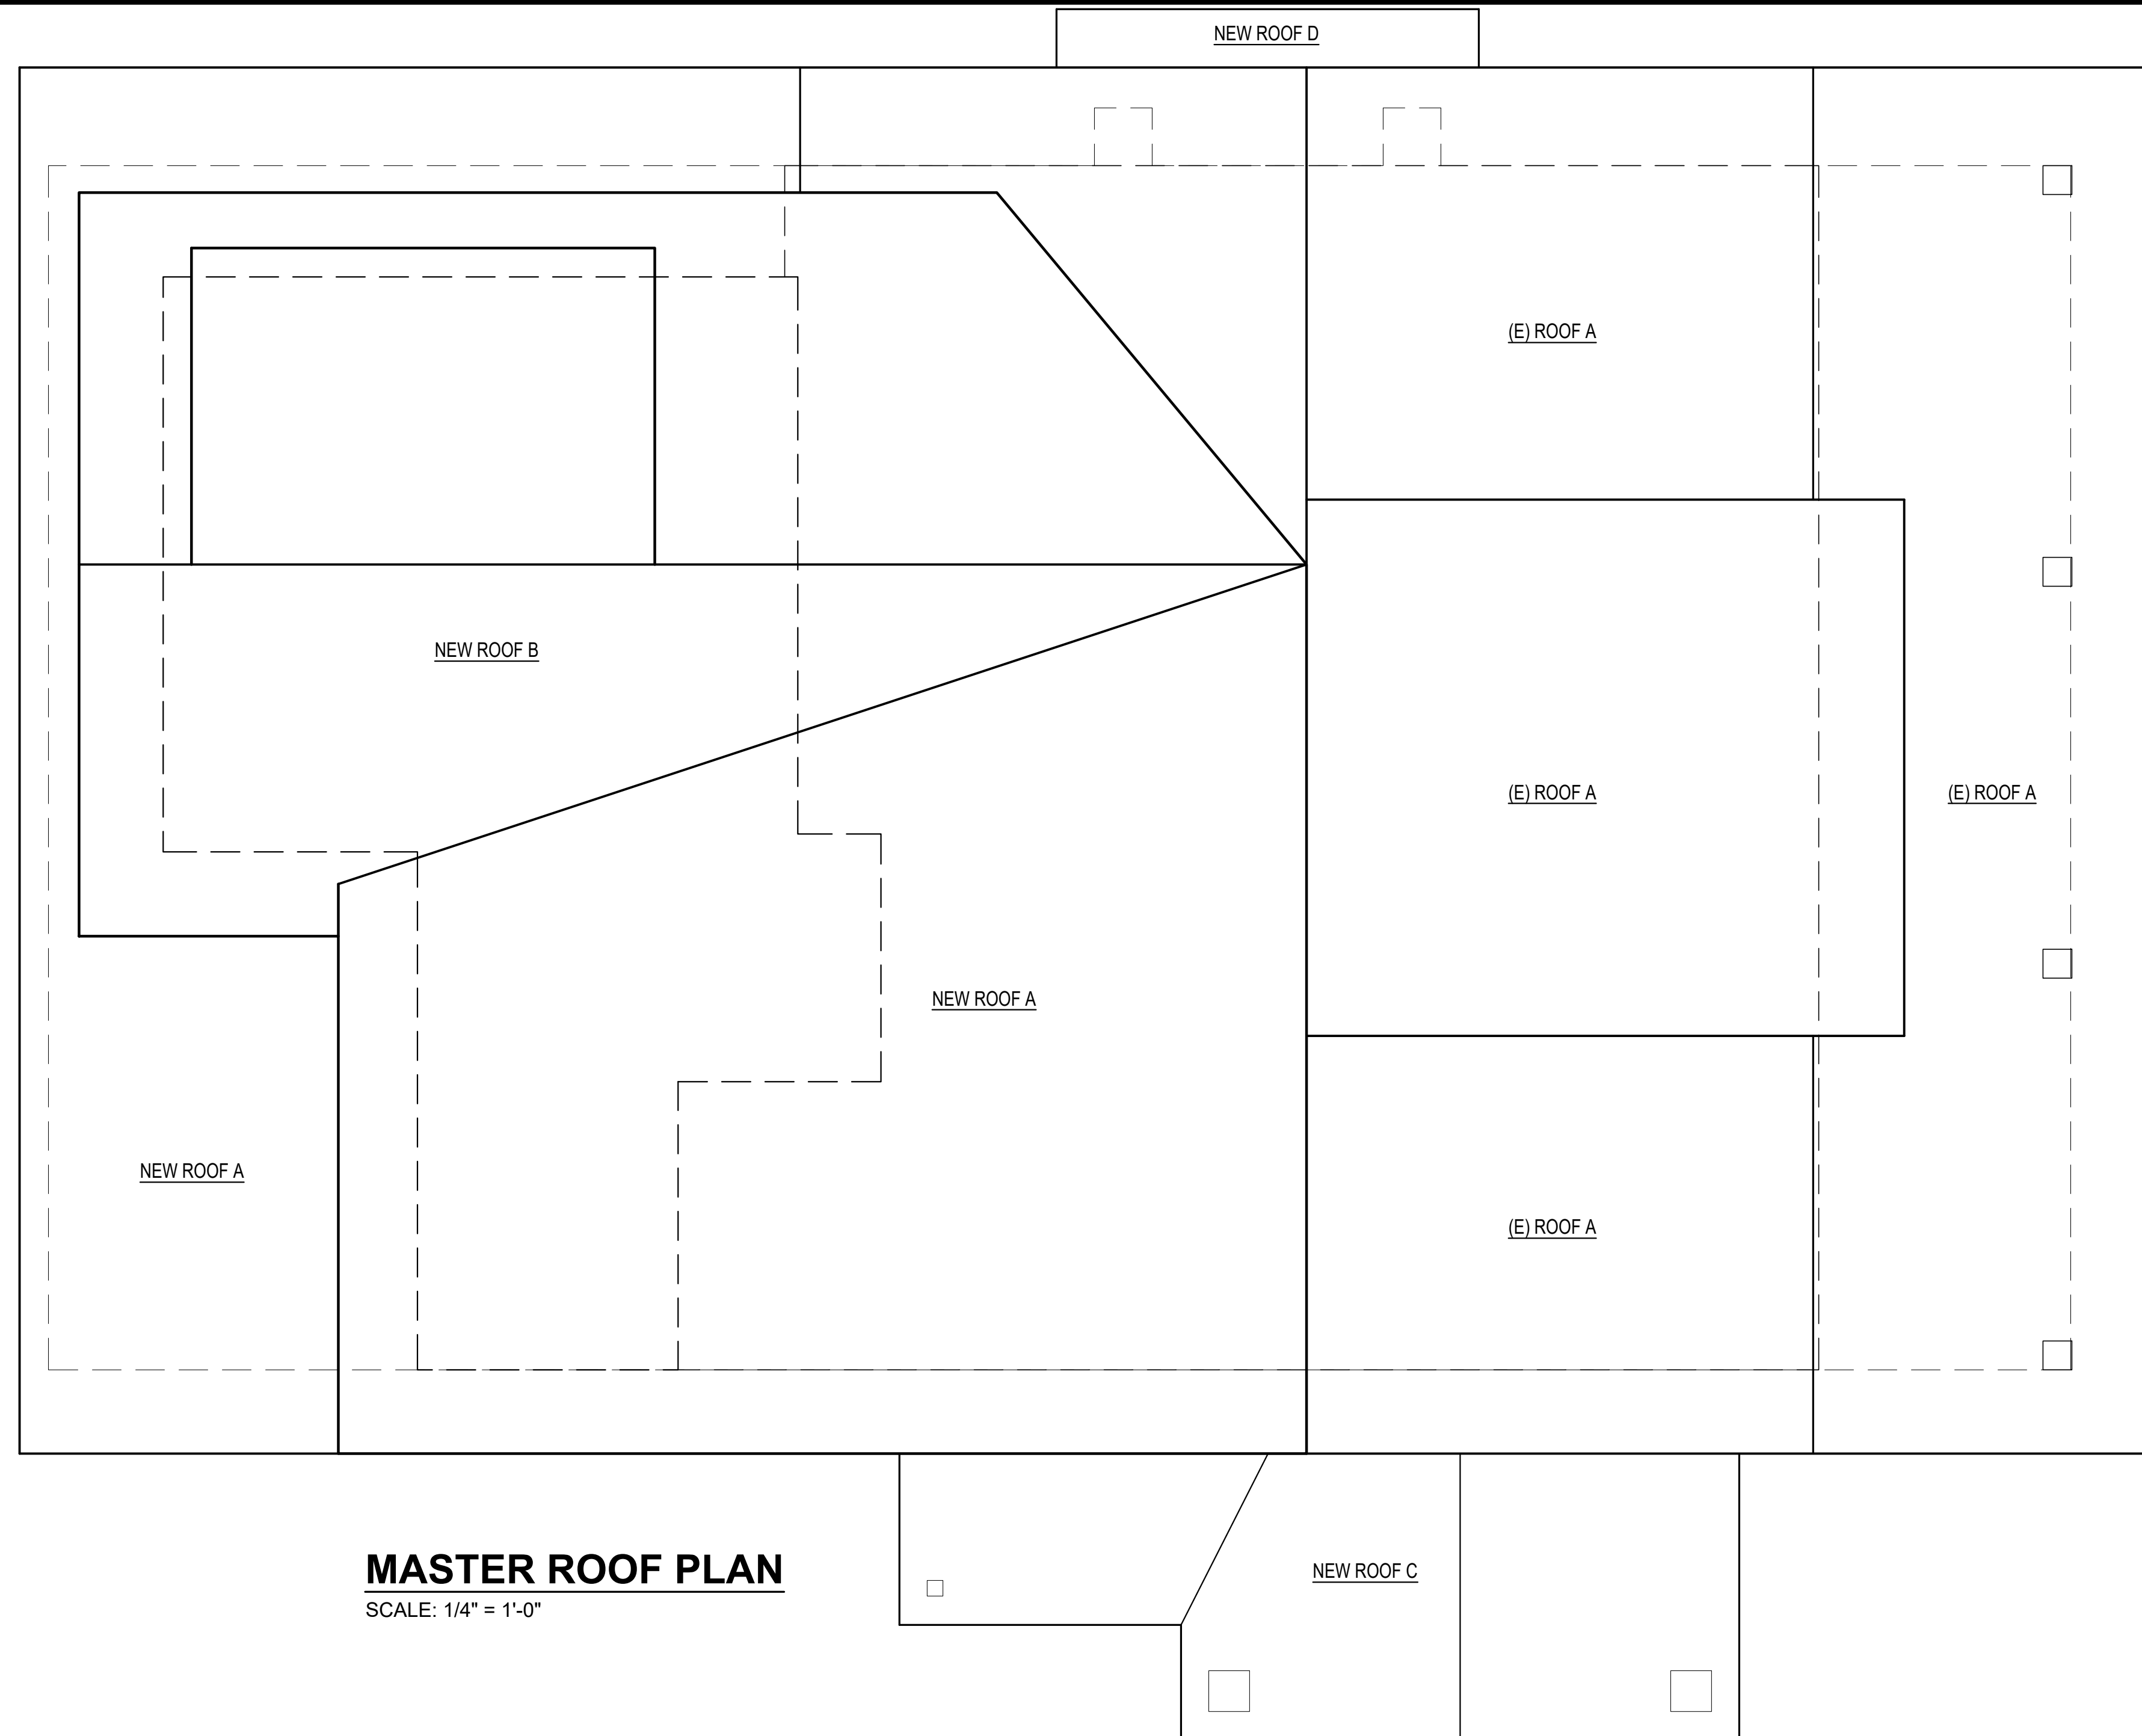 NEW ROOF D
(E) ROOF A
NEW ROOF B
(E) ROOF A
(E) ROOF A
NEW ROOF A
NEW ROOF A
(E) ROOF A
MASTER ROOF PLAN
SCALE: 1/4" = 1'-0"
NEW ROOF C